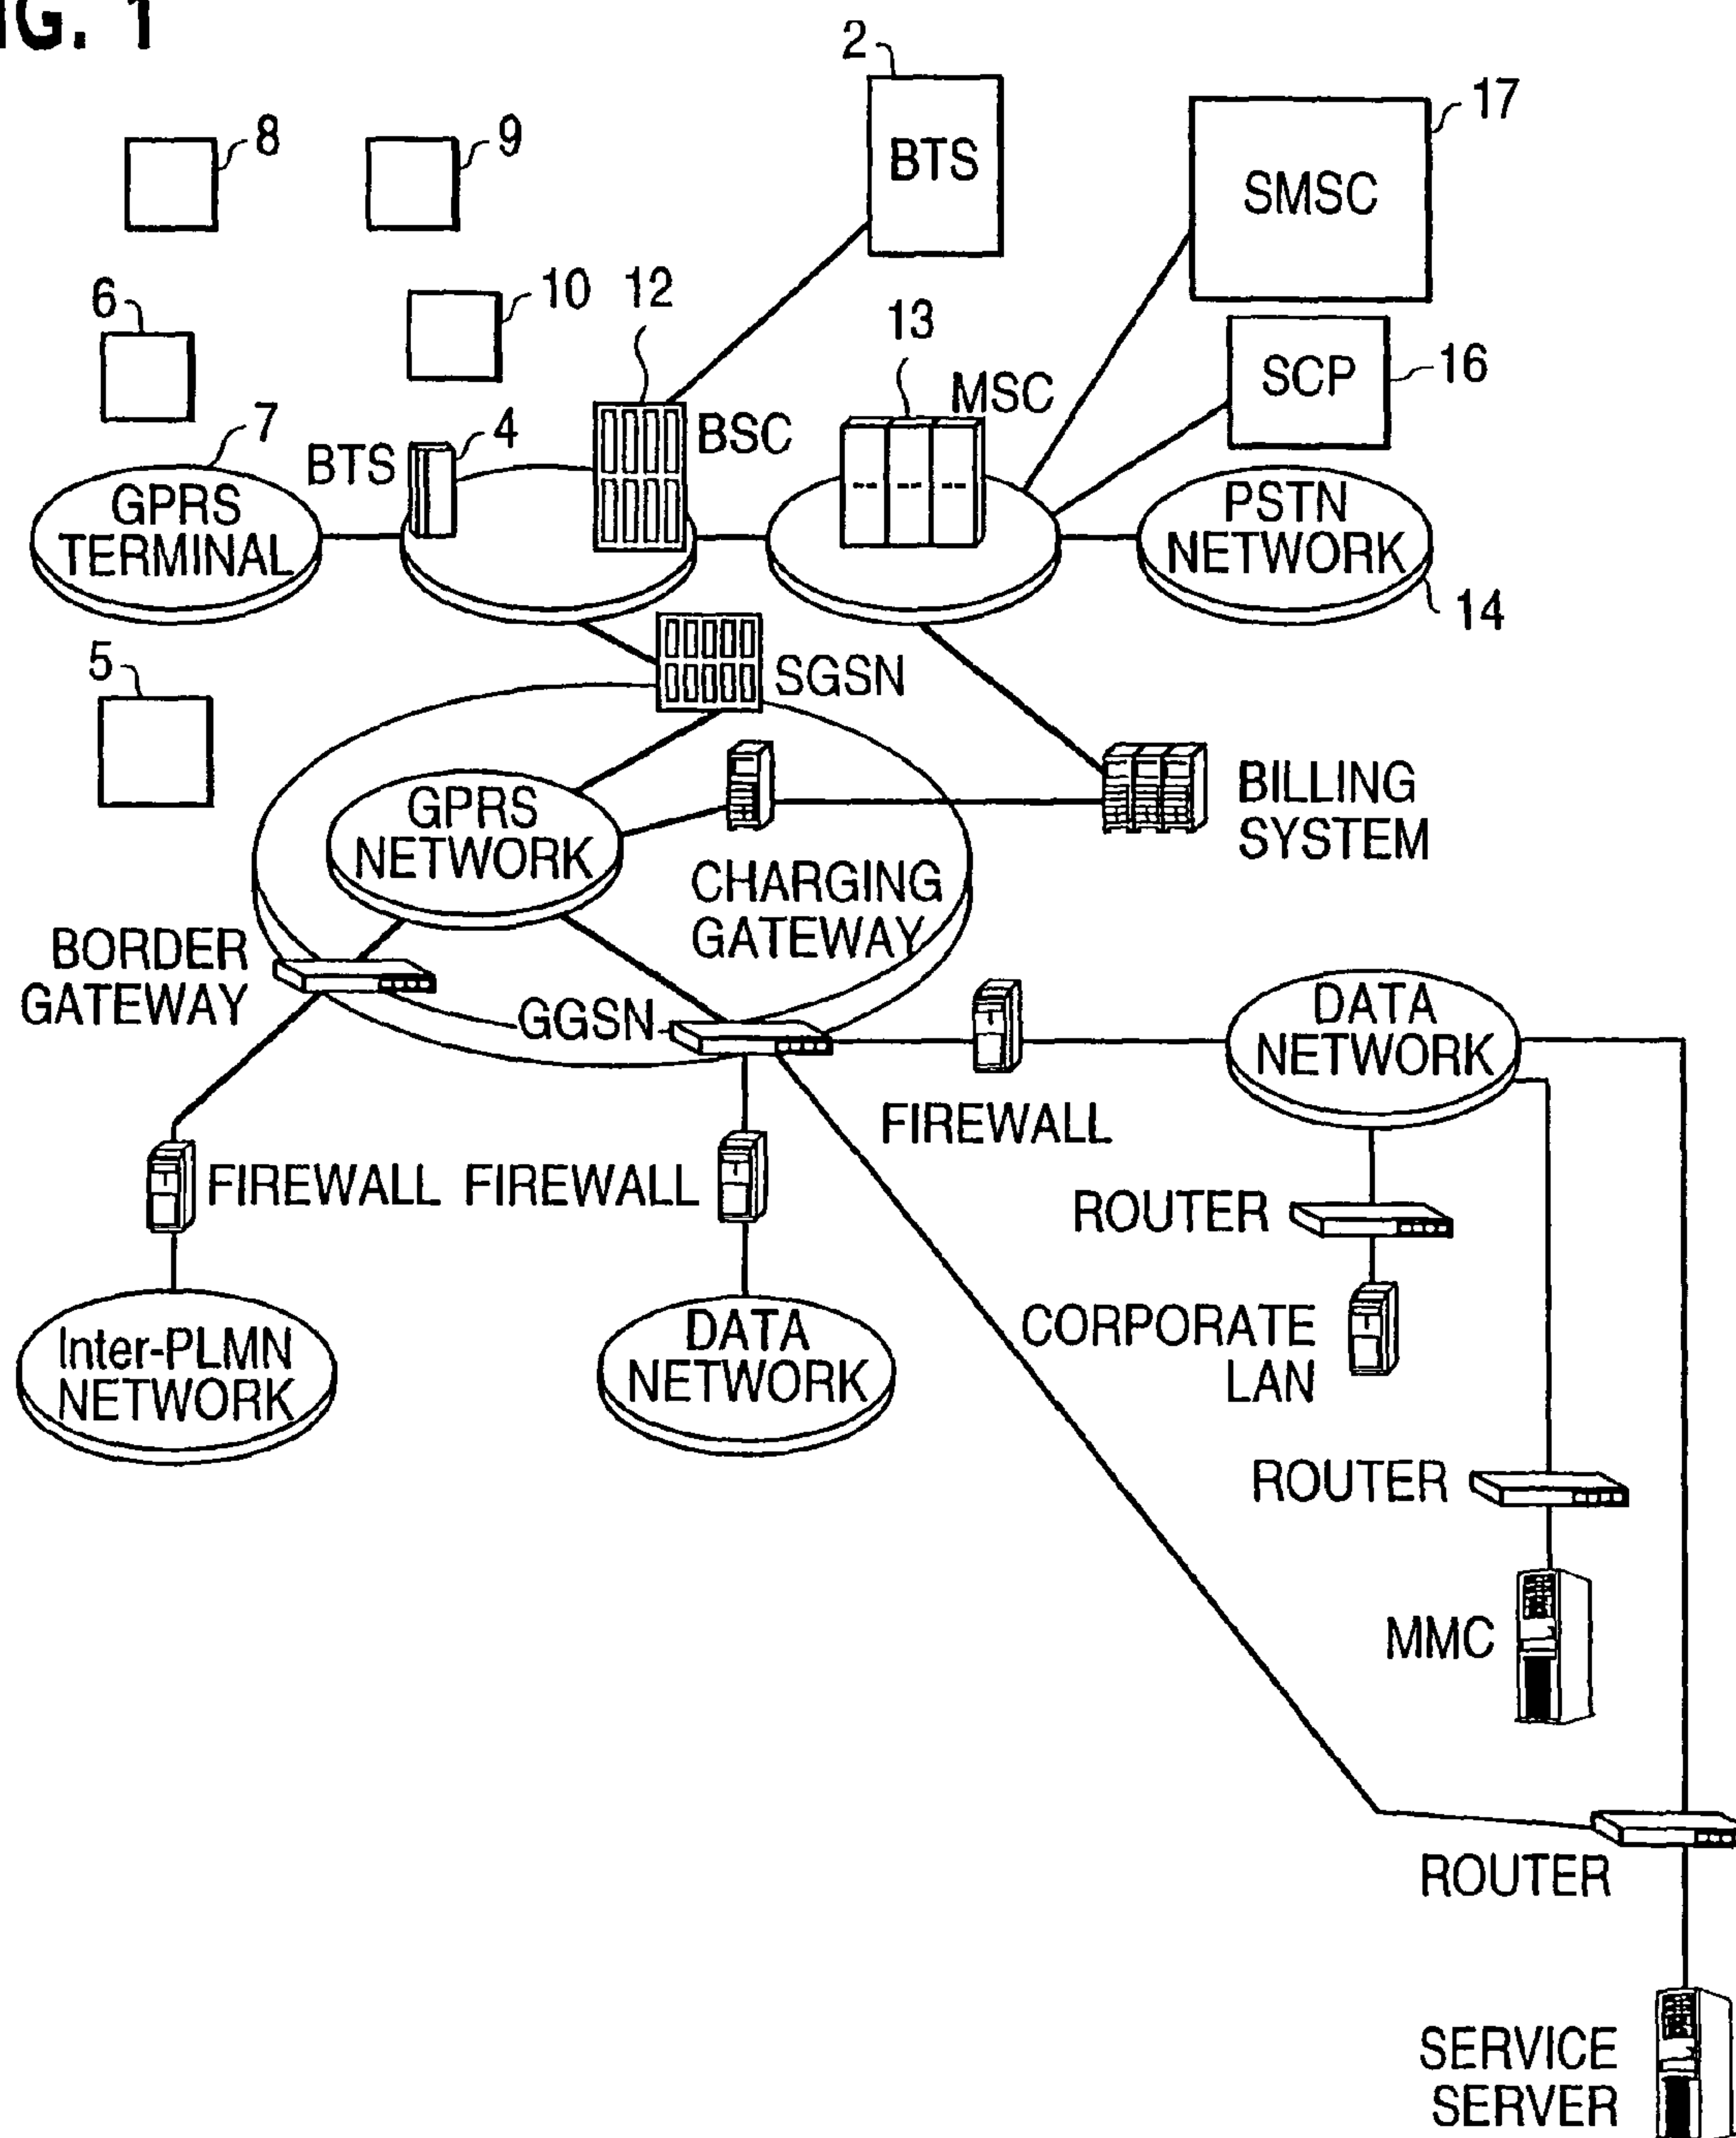 IG. 1
2
BTS
17
SMSC
8
9
6
10
12
13
SCP
16
7
BTS
4
BSC
MSC
GPRS
TERMINAL
PSTN
NETWORK
14
5
SGSN
GPRS
NETWORK
BILLING
SYSTEM
CHARGING
GATEWAY
BORDER
GATEWAY
GGSN
DATA
NETWORK
FIREWALL
FIREWALL
FIREWALL
ROUTER
Inter-PLMN
NETWORK
DATA
NETWORK
CORPORATE
LAN
ROUTER
MMC
ROUTER
SERVICE
SERVER